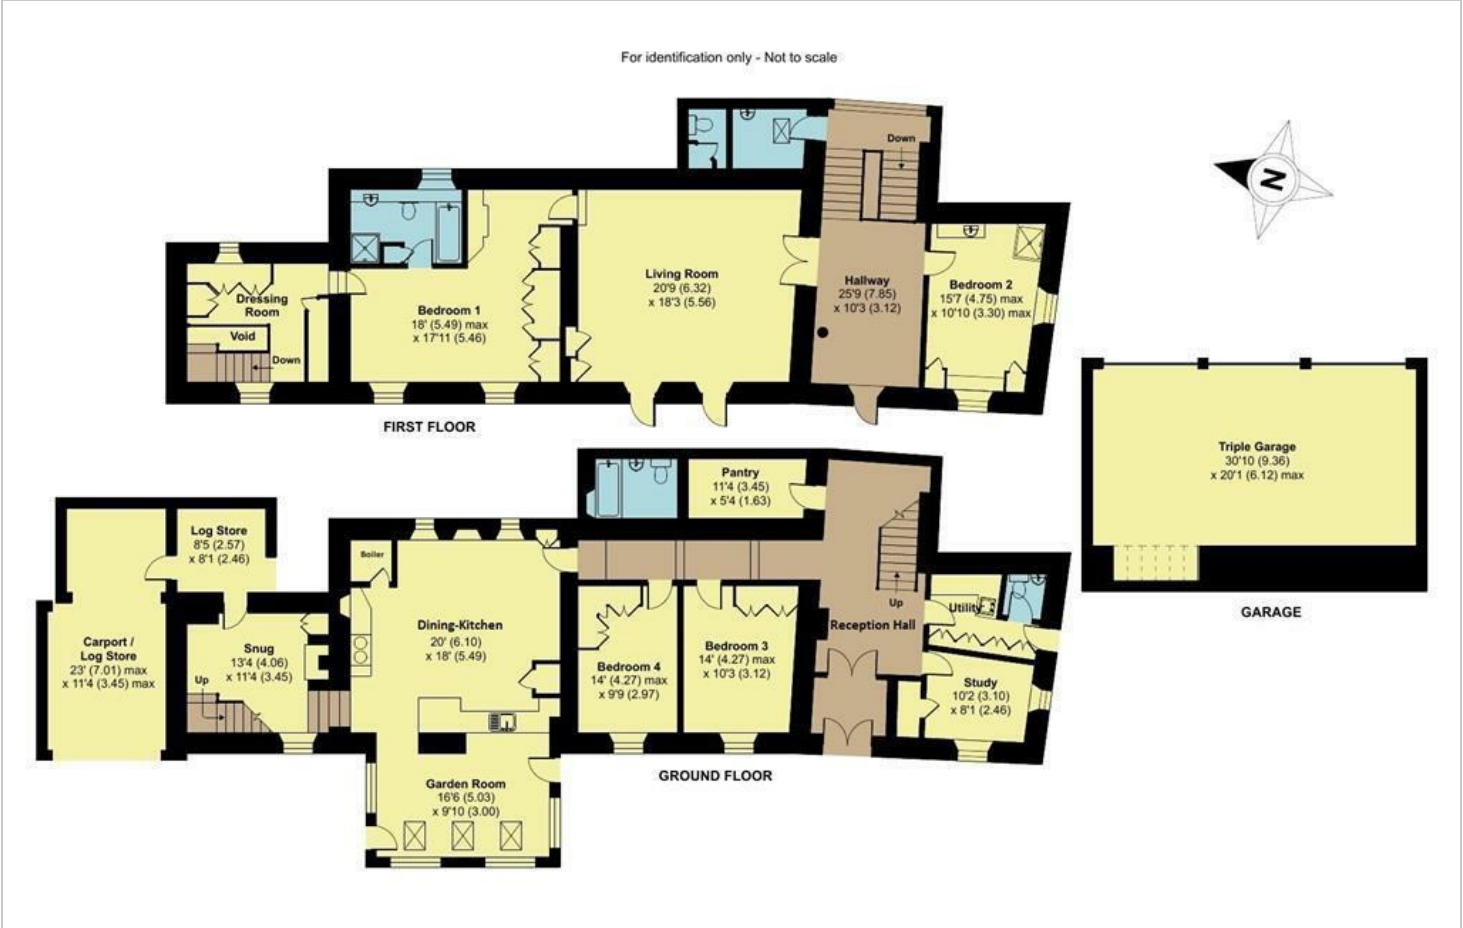 For identification only - Not to scale
Down
N
Living Room
20'9 (6.32)
x 18'3 (5.56)
Hallway
25'9 (7.85)
x 10'3 (3.12)
Bedroom 2
15'7 (4.75) max
x 10'10 (3.30) max
Dressing
Room
Bedroom 1
18' (5.49) max
x 17'11 (5.46)
Void
Down
FIRST FLOOR
Triple Garage
30'10 (9.36)
x 20'1 (6.12) max
GARAGE
Pantry
11'4 (3.45)
x 5'4 (1.63)
Log Store
8'5 (2.57)
x 8'1 (2.46)
Boiler
Up
Utility
Dining-Kitchen
20' (6.10)
x 18' (5.49)
Reception Hall
Carport /
Log Store
23' (7.01) max
x 11'4 (3.45) max
Snug
13'4 (4.06)
x 11'4 (3.45)
Up
Bedroom 4
14' (4.27) max
x 9'9 (2.97)
Bedroom 3
14' (4.27) max
x 10'3 (3.12)
Study
10'2 (3.10)
x 8'1 (2.46)
GROUND FLOOR
Garden Room
16'6 (5.03)
x 9'10 (3.00)